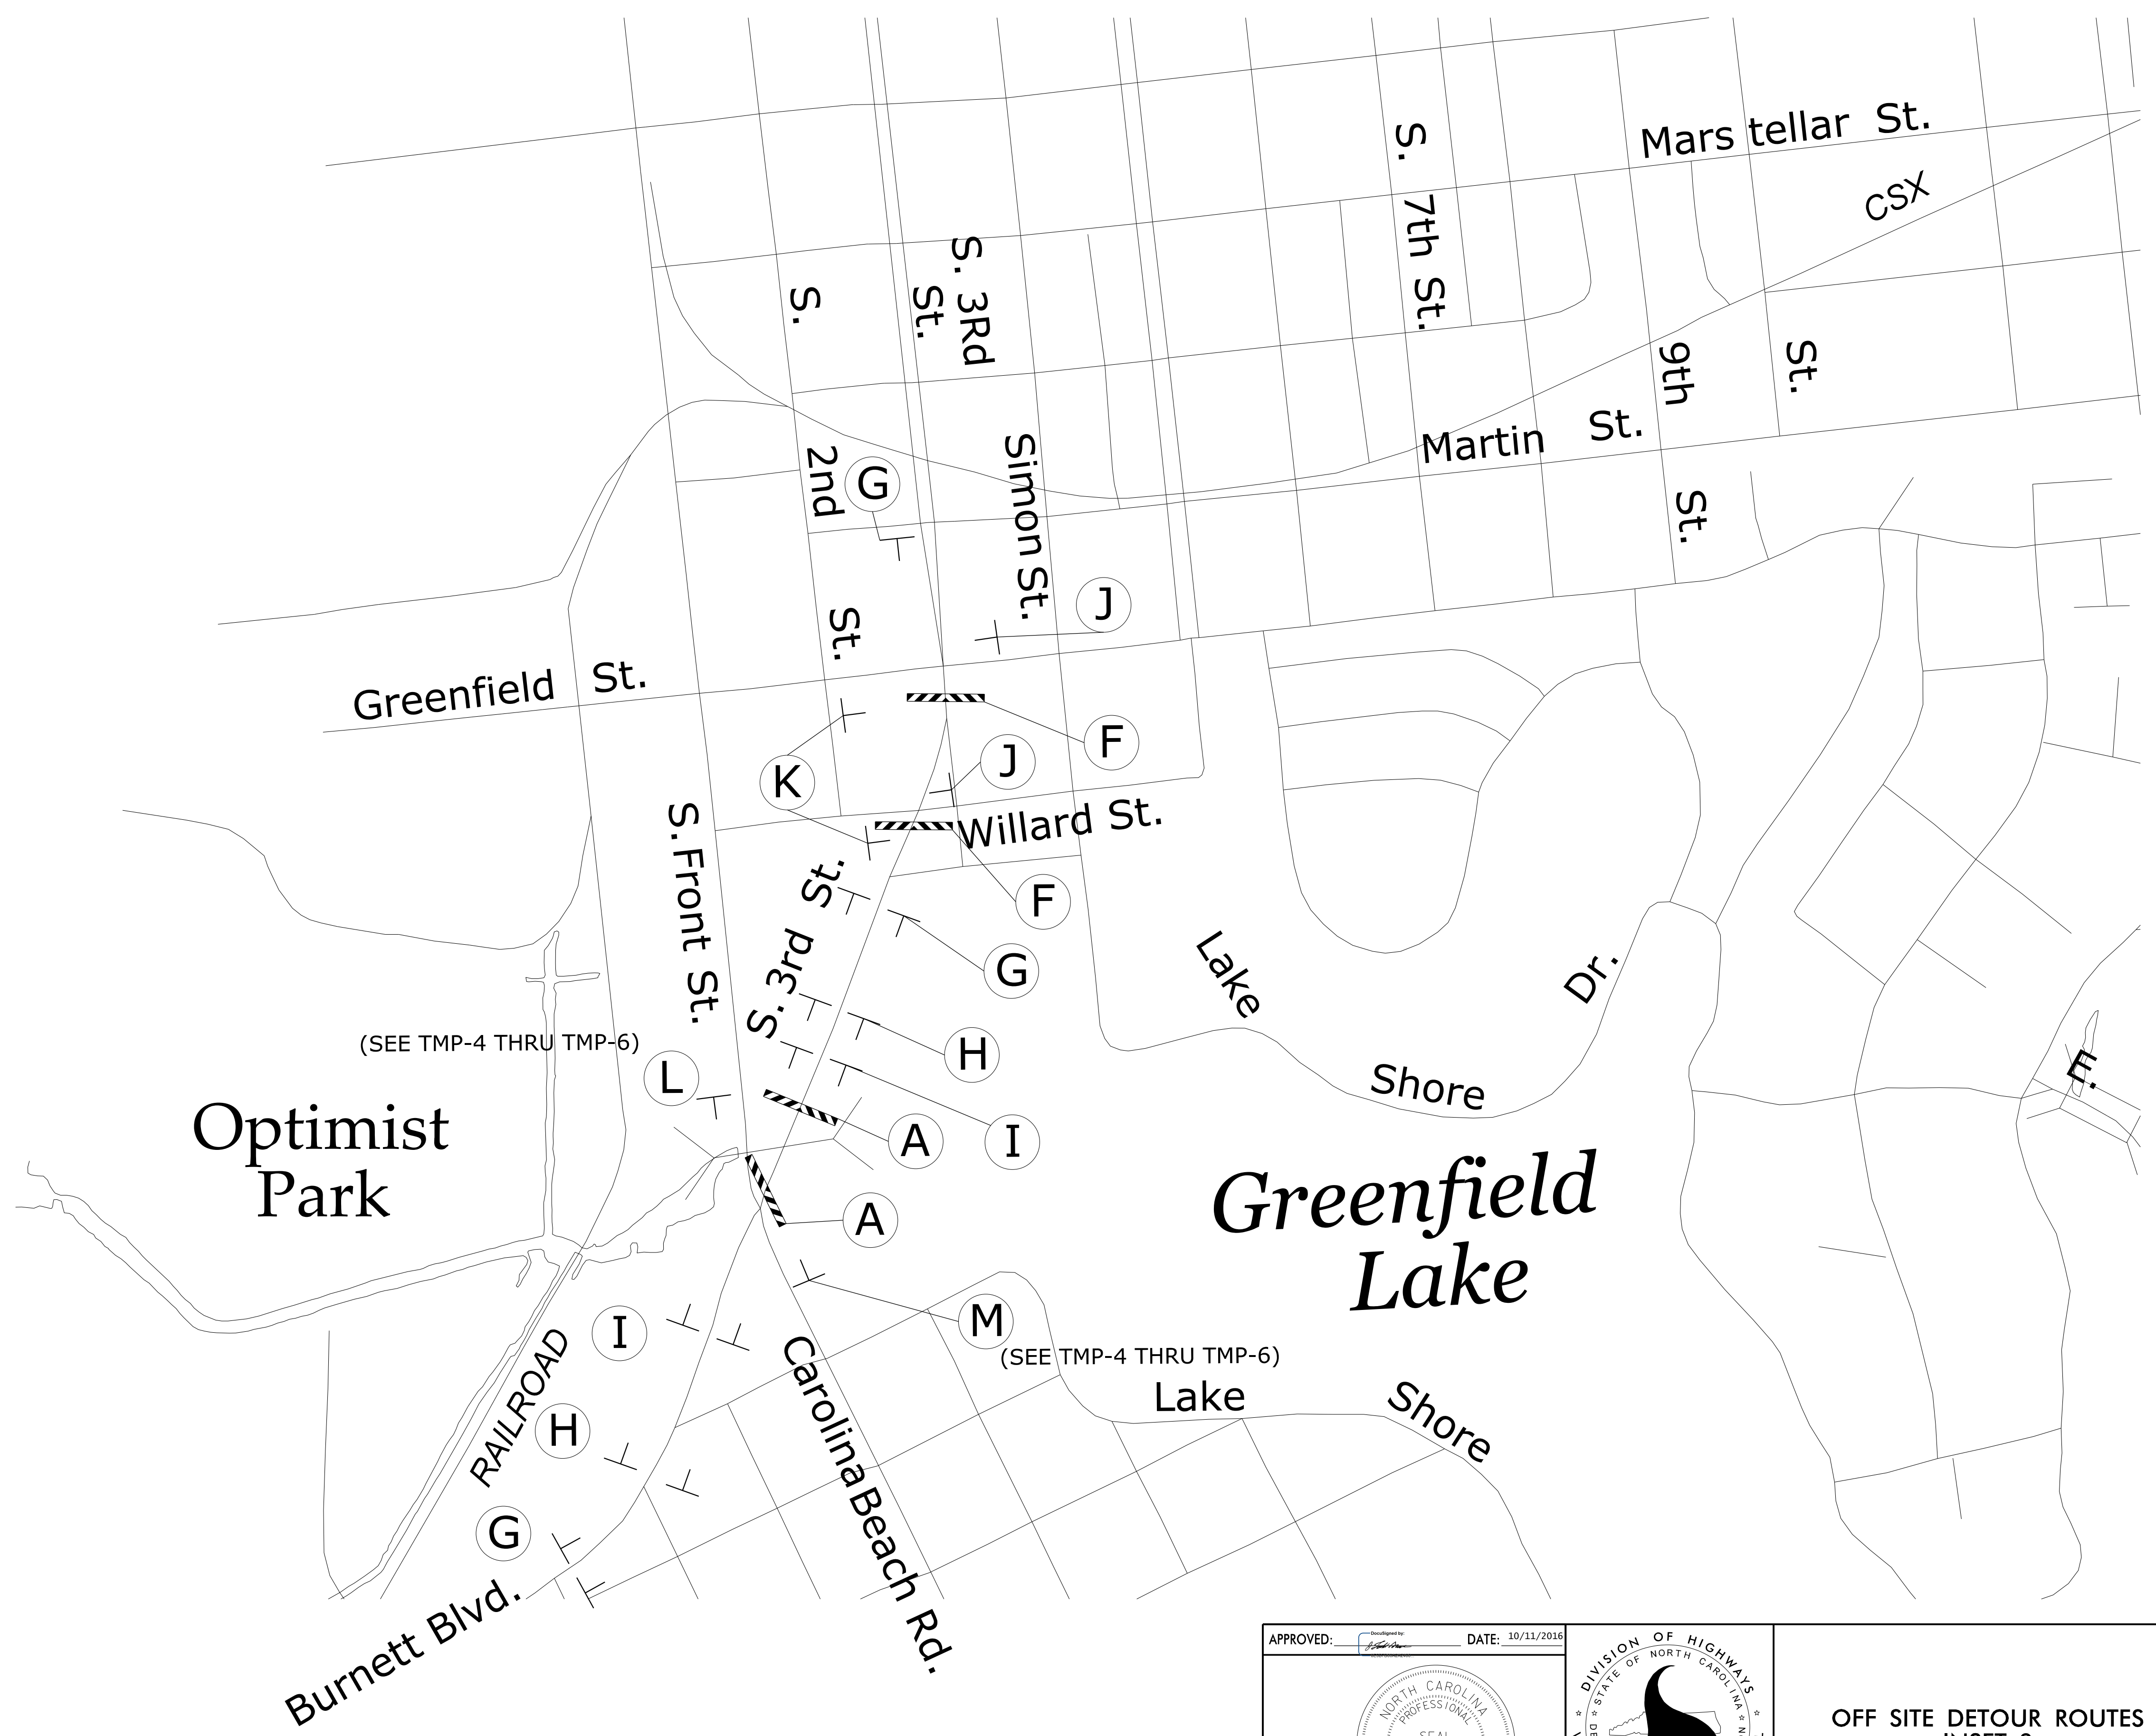 Mars tellar St.
CSX
S. 7th St.
S. 2nd St.
St.
S. 3Rd
Simon St.
9th St.
St.
Martin St.
G
J
Greenfield St.
F
J
K
Willard St.
F
S. Front St.
S. 3rd St.
G
Lake Shore Dr.
(SEE TMP-4 THRU TMP-6)
H
L
E.
Optimist
Park
A
I
A
Greenfield
Lake
M
(SEE TMP-4 THRU TMP-6)
I
Lake Shore
RAILROAD
H
Carolina Beach Rd.
G
Burnett Blvd.
APPROVED:
DocuSigned by:
DATE: 10/11/2016
NORTH CAROLINA
PROFESSIONAL
SEAL
DIVISION OF HIGHWAYS
STATE OF NORTH CAROLINA
OFF SITE DETOUR ROUTES